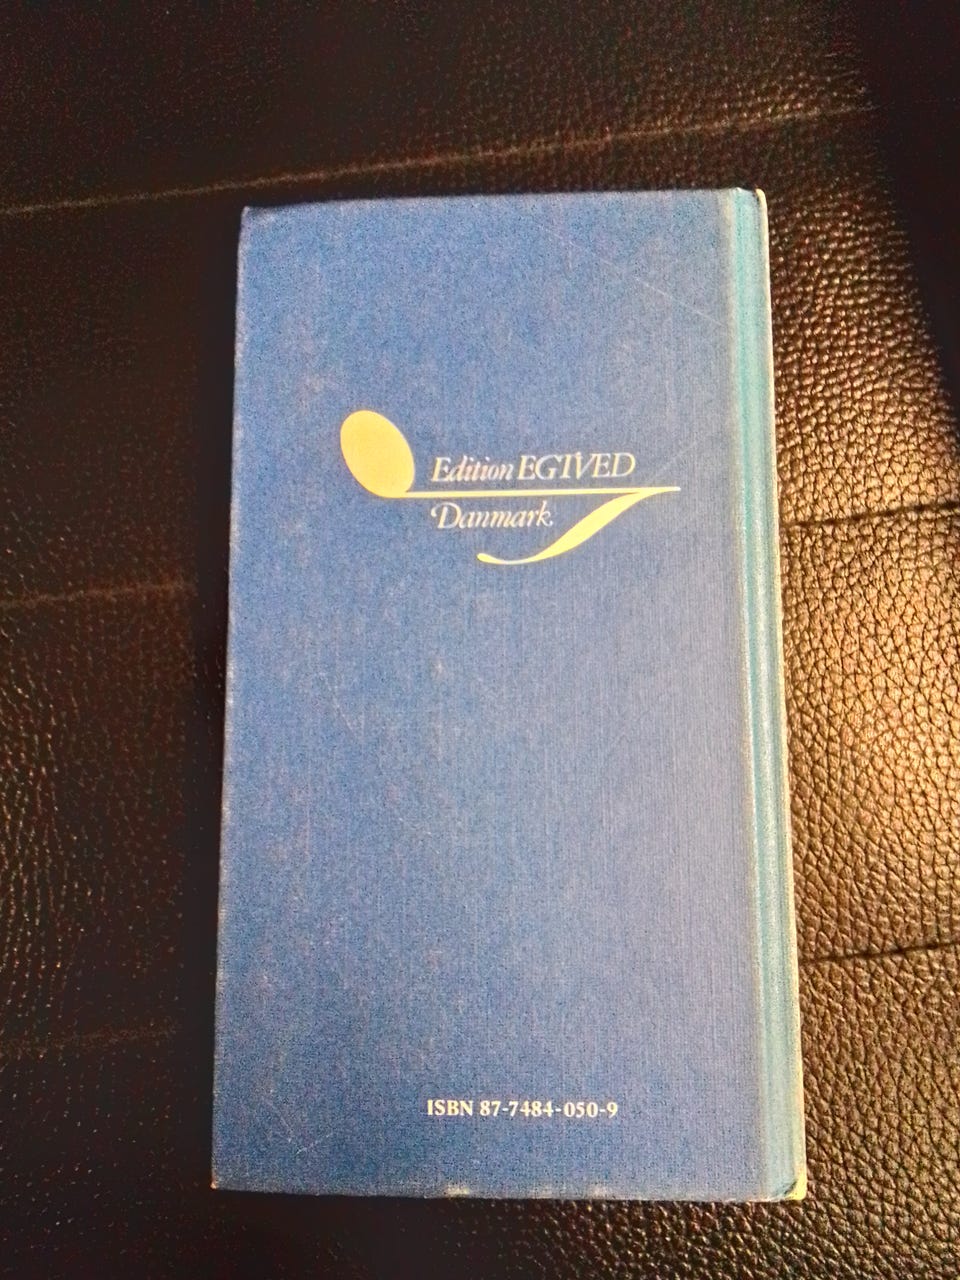 Edition EGTVED
Danmark
ISBN 87-7484-050-9